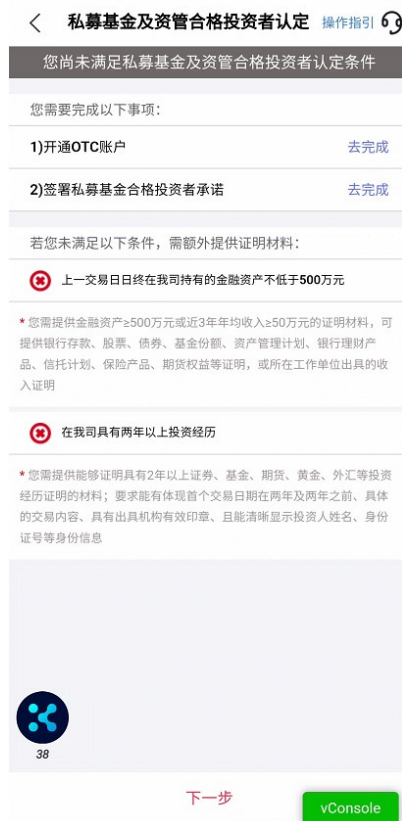 私募基金及资管合格投资者认定 操作指引
您尚未满足私募基金及资管合格投资者认定条件
您需要完成以下事项：
1)开通OTC账户 去完成
2)签署私募基金合格投资者承诺 去完成
若您未满足以下条件，需额外提供证明材料：
上一交易日日终在我司持有的金融资产不低于500万元
* 您需提供金融资产≥500万元或近3年年均收入≥50万元的证明材料，可
提供银行存款、股票、债券、基金份额、资产管理计划、银行理财产
品、信托计划、保险产品、期货权益等证明，或所在工作单位出具的收
入证明
在我司具有两年以上投资经历
* 您需提供能够证明具有2年以上证券、基金、期货、黄金、外汇等投资
经历证明的材料；要求能有体现首个交易日期在两年及两年之前、具体
的交易内容、具有出具机构有效印章、且能清晰显示投资人姓名、身份
证号等身份信息
38
下一步
vConsole